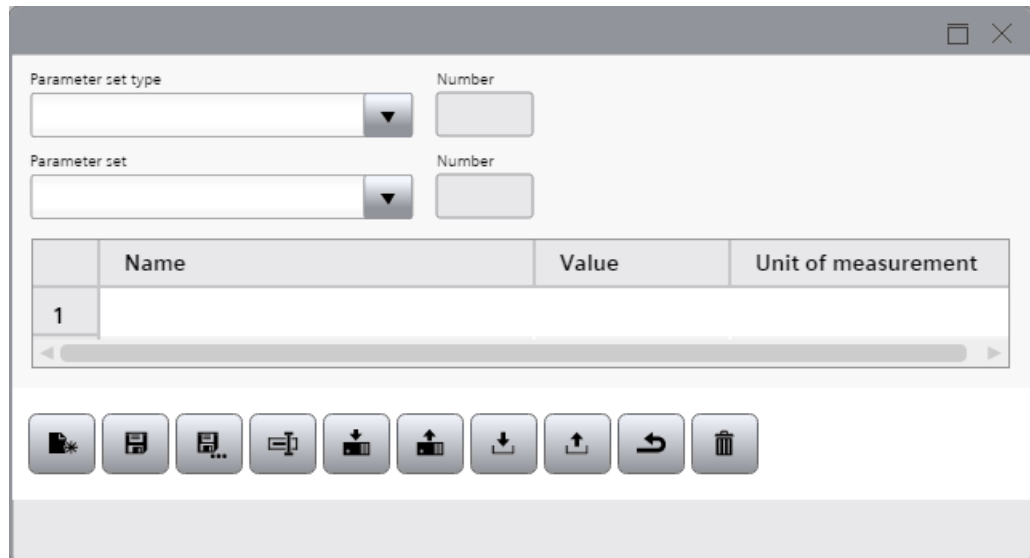 Parameter set type Number
Parameter set Number
Name Value Unit of measurement
1